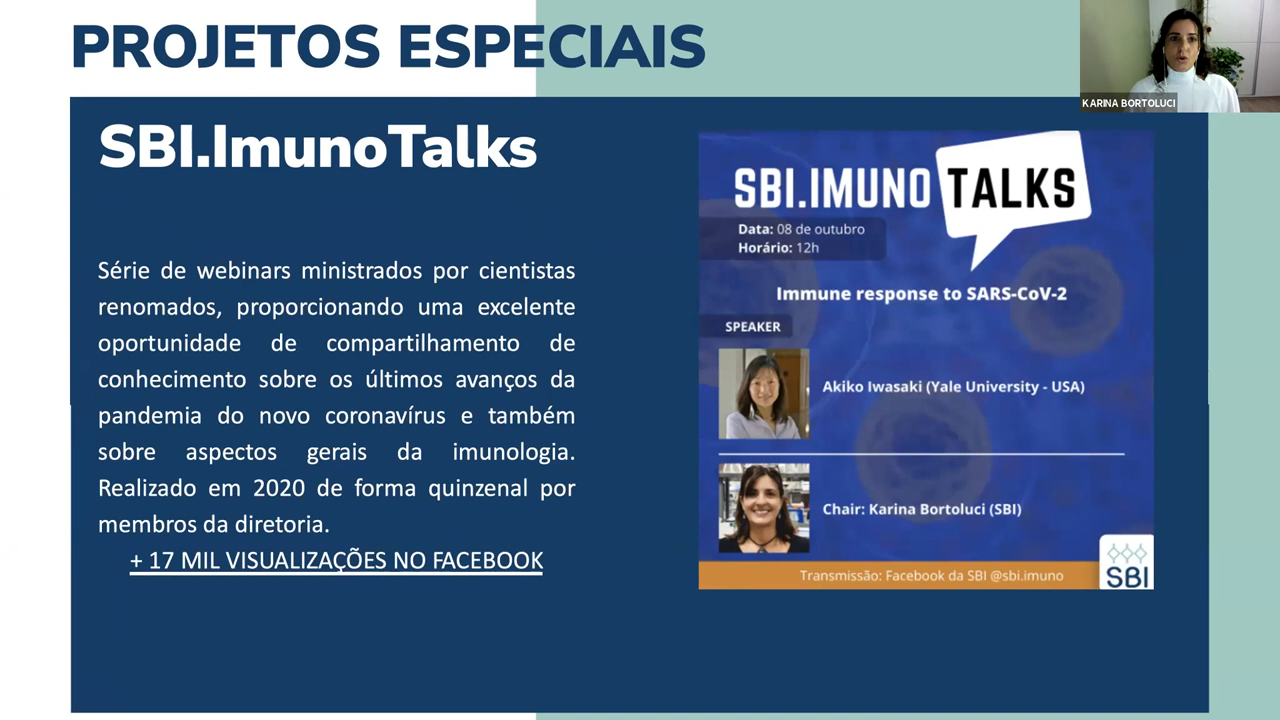 PROJETOS ESPECIAIS
KARINA BORTOLUCI
SBI.ImunoTalks
Série de webinars ministrados por cientistas
renomados, proporcionando uma excelente
oportunidade de compartilhamento de
conhecimento sobre os últimos avanços da
pandemia do novo coronavírus e também
sobre aspectos gerais da imunologia.
Realizado em 2020 de forma quinzenal por
membros da diretoria.
+ 17 MIL VISUALIZAÇÕES NO FACEBOOK
SBI.IMUNO TALKS
Data: 08 de outubro
Horário: 12h
Immune response to SARS-CoV-2
SPEAKER
Akiko Iwasaki (Yale University - USA)
Chair: Karina Bortoluci (SBI)
Transmissão: Facebook da SBI @sbi.imuno
SBI